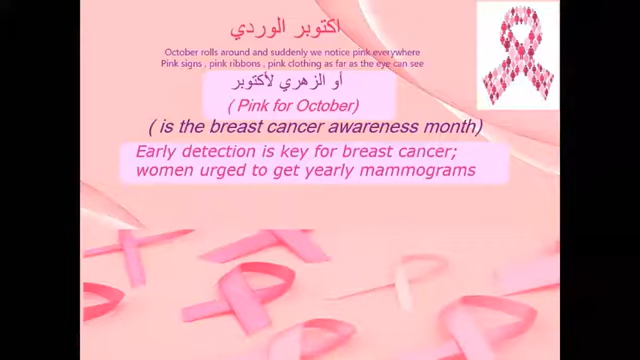 اكتوبر الوردي
October rolls around and suddenly we notice pink everywhere
Pink signs , pink ribbons , pink clothing as far as the eye can see
أو الزهري لأكتوبر
( Pink for October)
( is the breast cancer awareness month)
Early detection is key for breast cancer;
women urged to get yearly mammograms